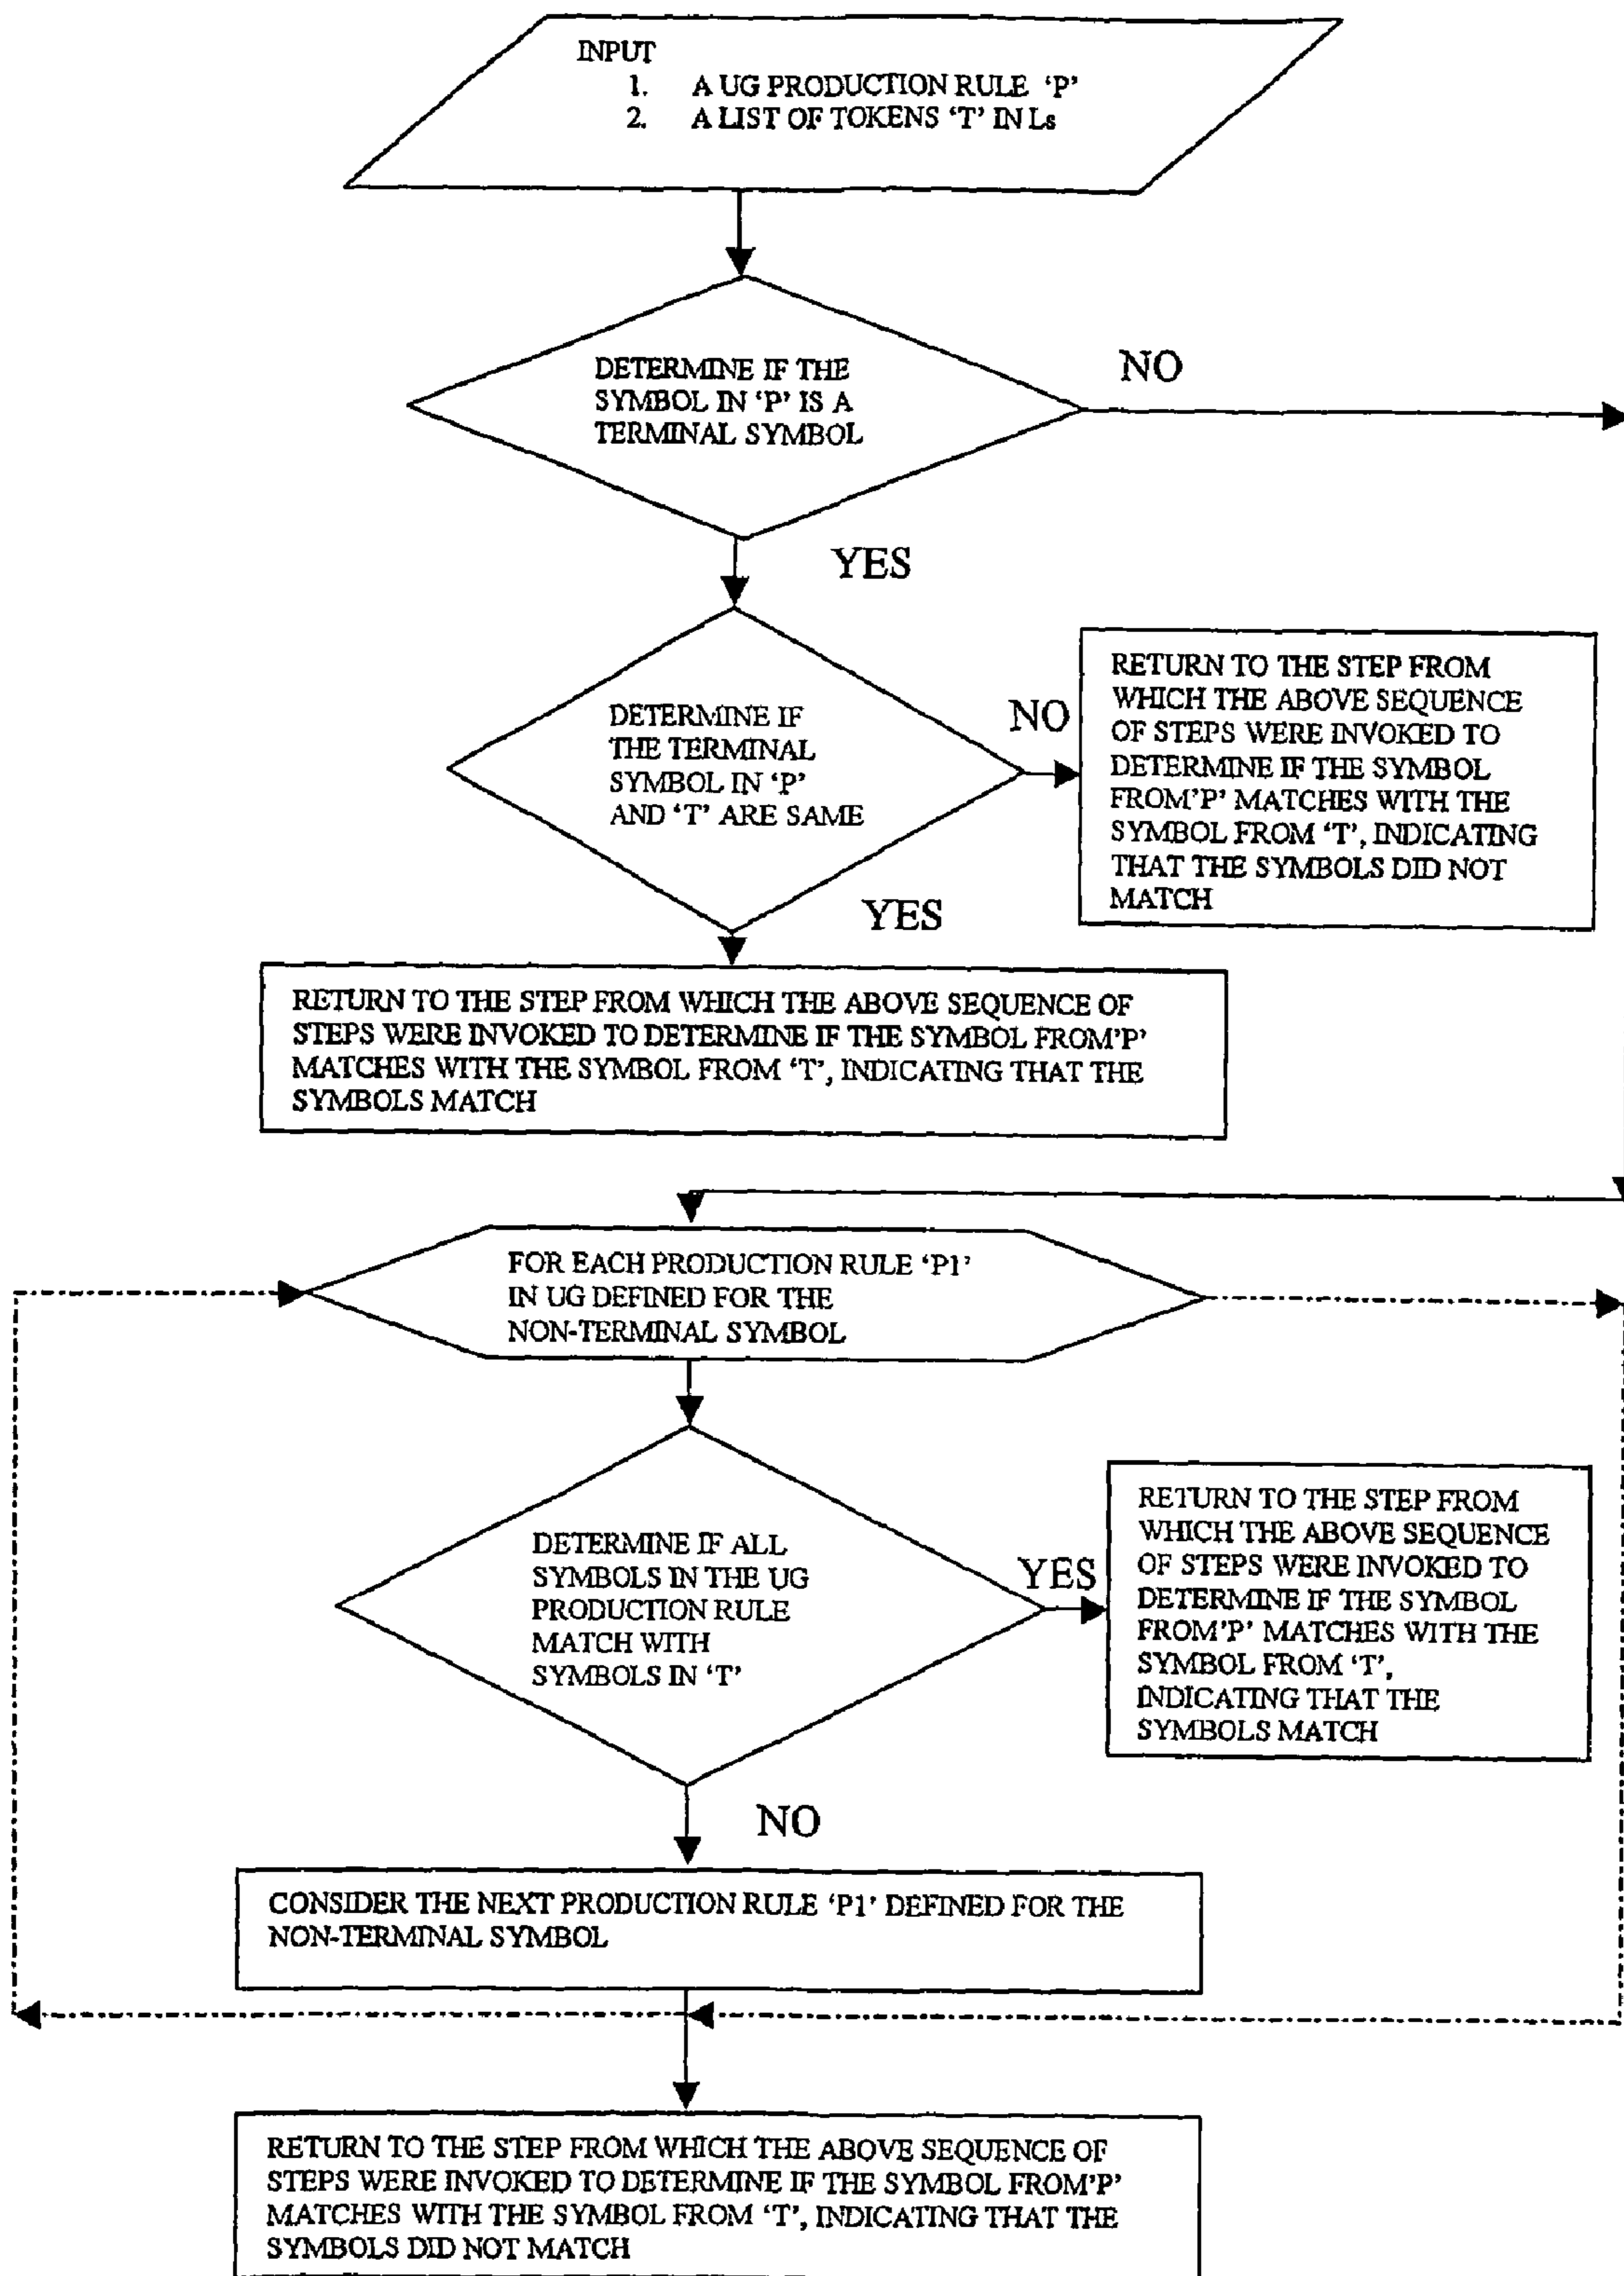 INPUT
1. A UG PRODUCTION RULE ‘P’
2. A LIST OF TOKENS ‘T’ IN Ls
DETERMINE IF THE
SYMBOL IN ‘P’ IS A
TERMINAL SYMBOL
NO
YES
DETERMINE IF
THE TERMINAL
SYMBOL IN ‘P’
AND ‘T’ ARE SAME
NO
RETURN TO THE STEP FROM
WHICH THE ABOVE SEQUENCE
OF STEPS WERE INVOKED TO
DETERMINE IF THE SYMBOL
FROM'P' MATCHES WITH THE
SYMBOL FROM ‘T’, INDICATING
THAT THE SYMBOLS DID NOT
MATCH
YES
RETURN TO THE STEP FROM WHICH THE ABOVE SEQUENCE OF
STEPS WERE INVOKED TO DETERMINE IF THE SYMBOL FROM'P'
MATCHES WITH THE SYMBOL FROM ‘T’, INDICATING THAT THE
SYMBOLS MATCH
FOR EACH PRODUCTION RULE ‘P1’
IN UG DEFINED FOR THE
NON-TERMINAL SYMBOL
DETERMINE IF ALL
SYMBOLS IN THE UG
PRODUCTION RULE
MATCH WITH
SYMBOLS IN ‘T’
YES
RETURN TO THE STEP FROM
WHICH THE ABOVE SEQUENCE
OF STEPS WERE INVOKED TO
DETERMINE IF THE SYMBOL
FROM'P' MATCHES WITH THE
SYMBOL FROM ‘T’,
INDICATING THAT THE
SYMBOLS MATCH
NO
CONSIDER THE NEXT PRODUCTION RULE ‘P1’ DEFINED FOR THE
NON-TERMINAL SYMBOL
RETURN TO THE STEP FROM WHICH THE ABOVE SEQUENCE OF
STEPS WERE INVOKED TO DETERMINE IF THE SYMBOL FROM'P'
MATCHES WITH THE SYMBOL FROM ‘T’, INDICATING THAT THE
SYMBOLS DID NOT MATCH